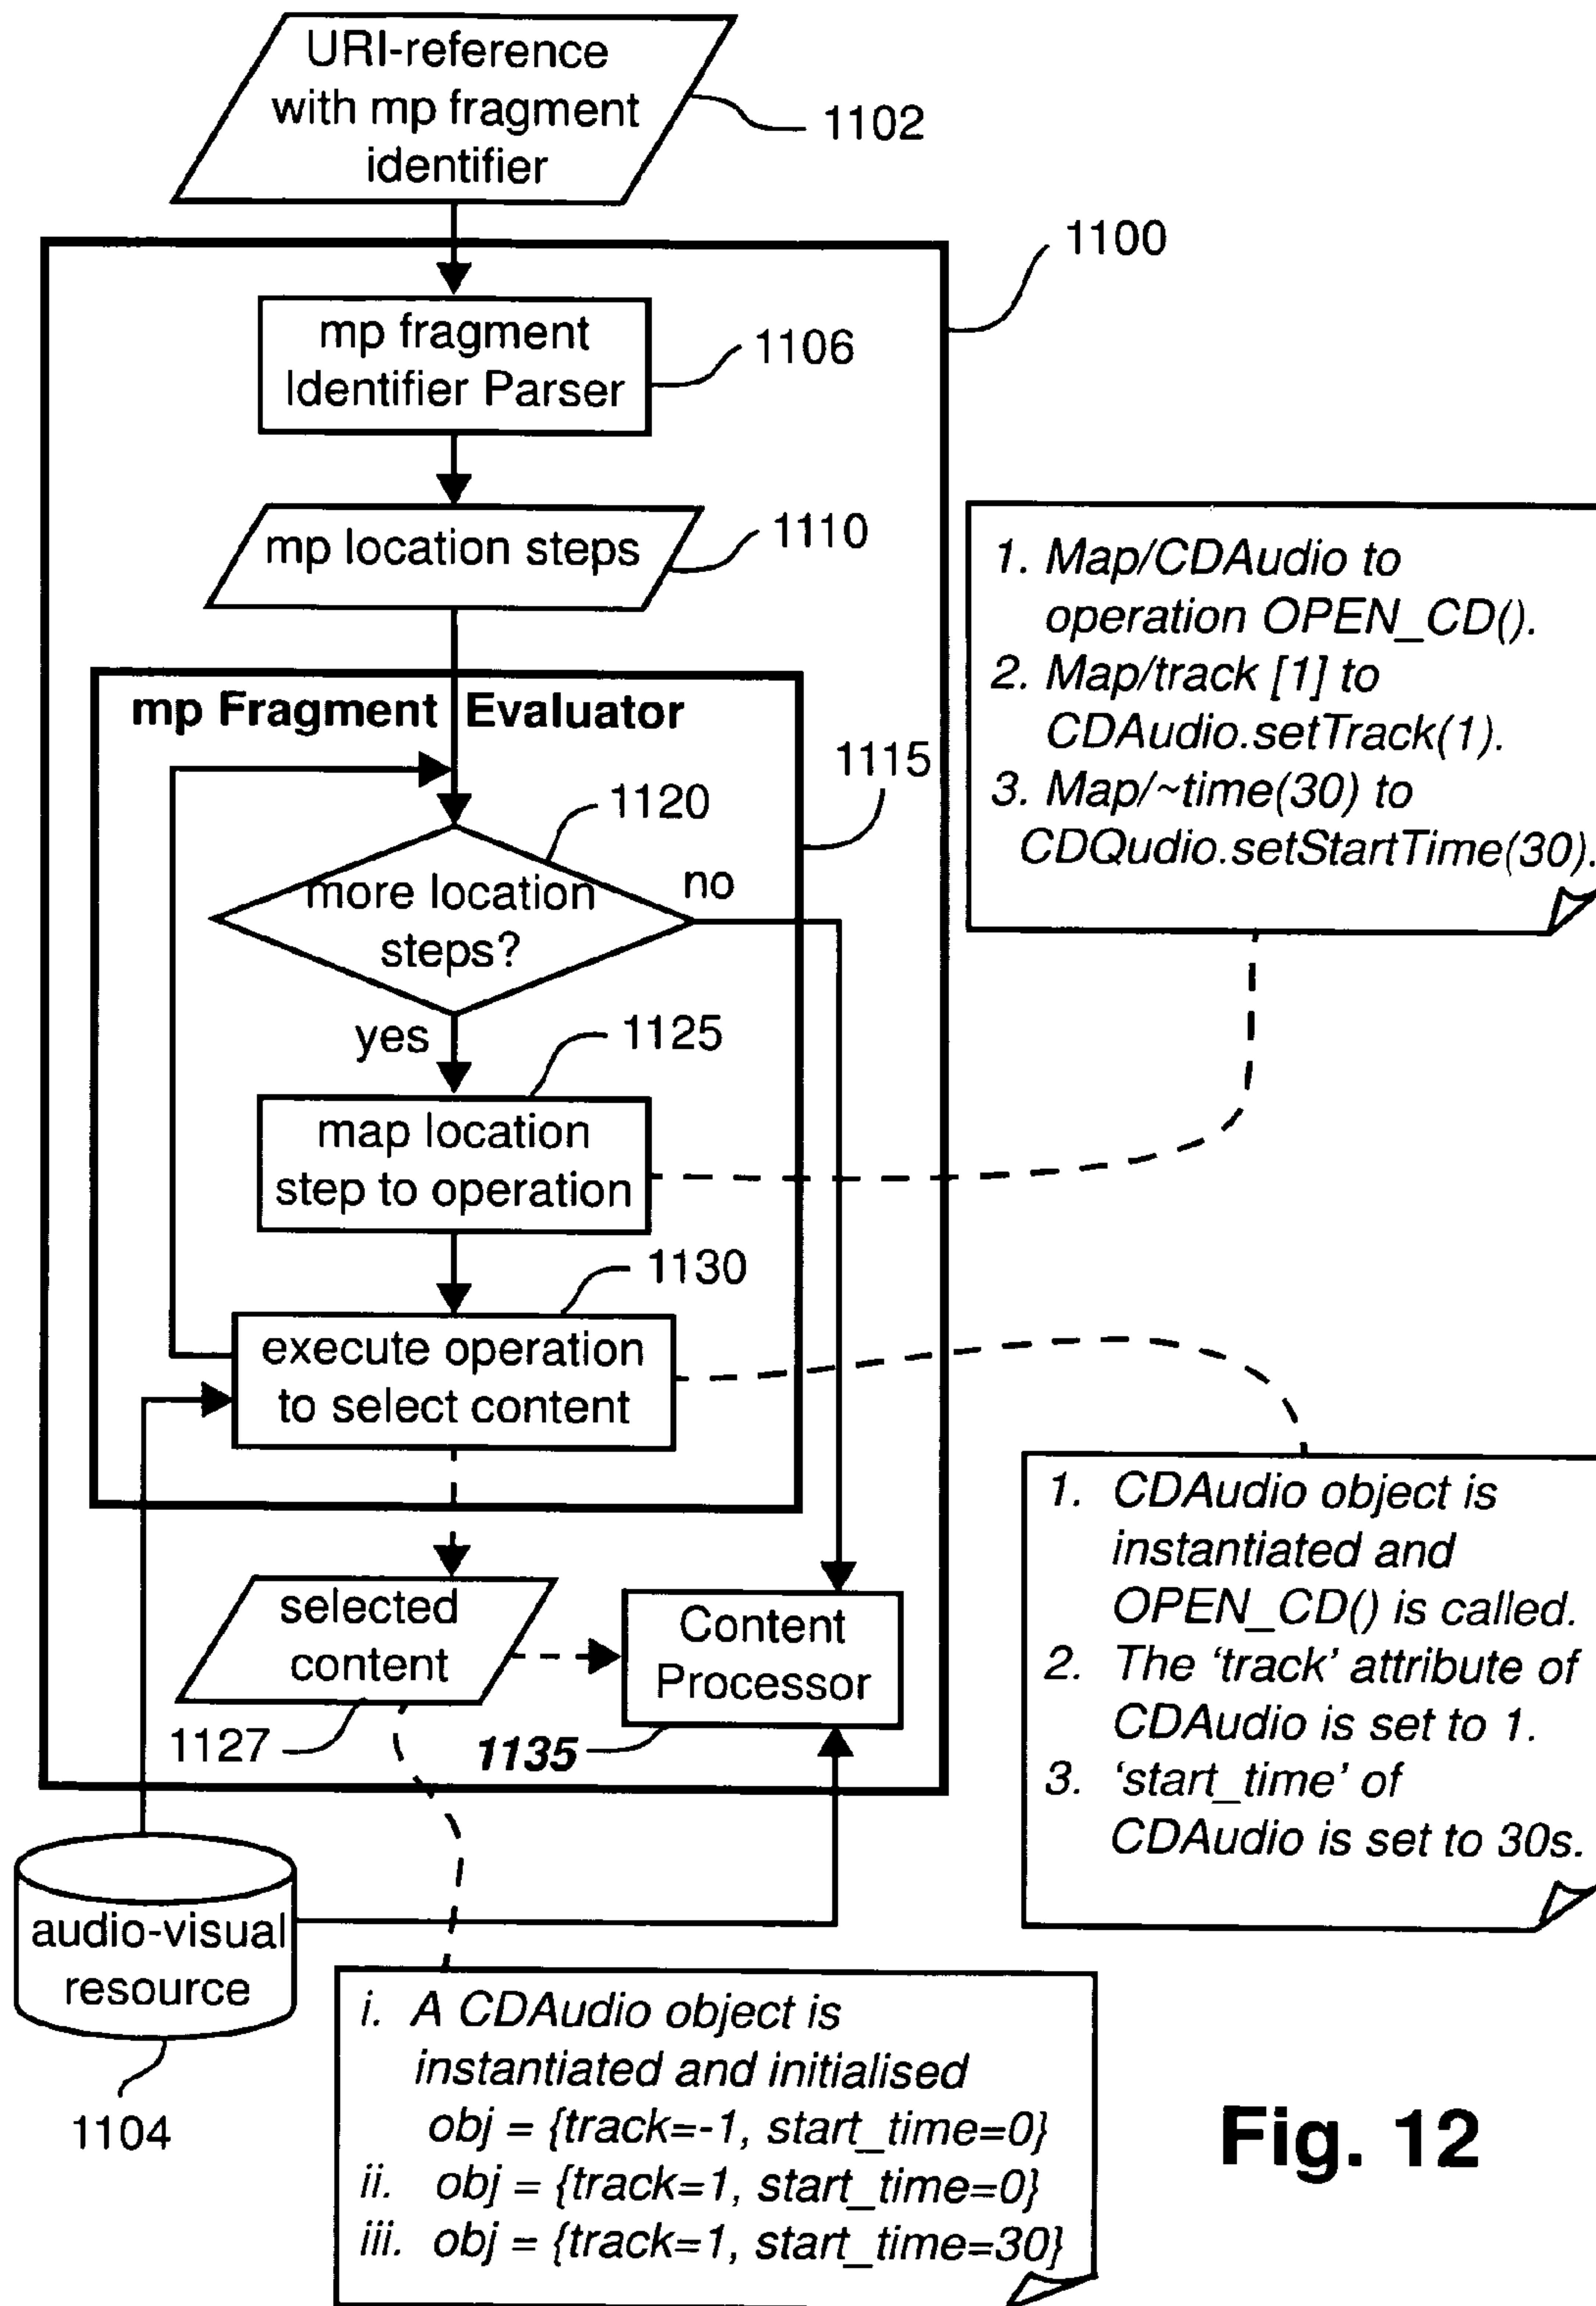 URI-reference
with mp fragment
identifier
1102
1100
mp fragment
Identifier Parser
1106
mp location steps
1110
1. Map/CDAudio to
operation OPEN_CD().
2. Map/track [1] to
CDAudio.setTrack(1).
3. Map/~time(30) to
CDQudio.setStartTime(30).
mp Fragment Evaluator
1115
1120
more location
steps?
no
yes
1125
map location
step to operation
1130
execute operation
to select content
selected
content
1127
Content
Processor
1135
1. CDAudio object is
instantiated and
OPEN_CD() is called.
2. The ‘track’ attribute of
CDAudio is set to 1.
3. ‘start_time’ of
CDAudio is set to 30s.
audio-visual
resource
1104
i. A CDAudio object is
instantiated and initialised
obj = {track=-1, start_time=0}
ii. obj = {track=1, start_time=0}
iii. obj = {track=1, start_time=30}
Fig. 12